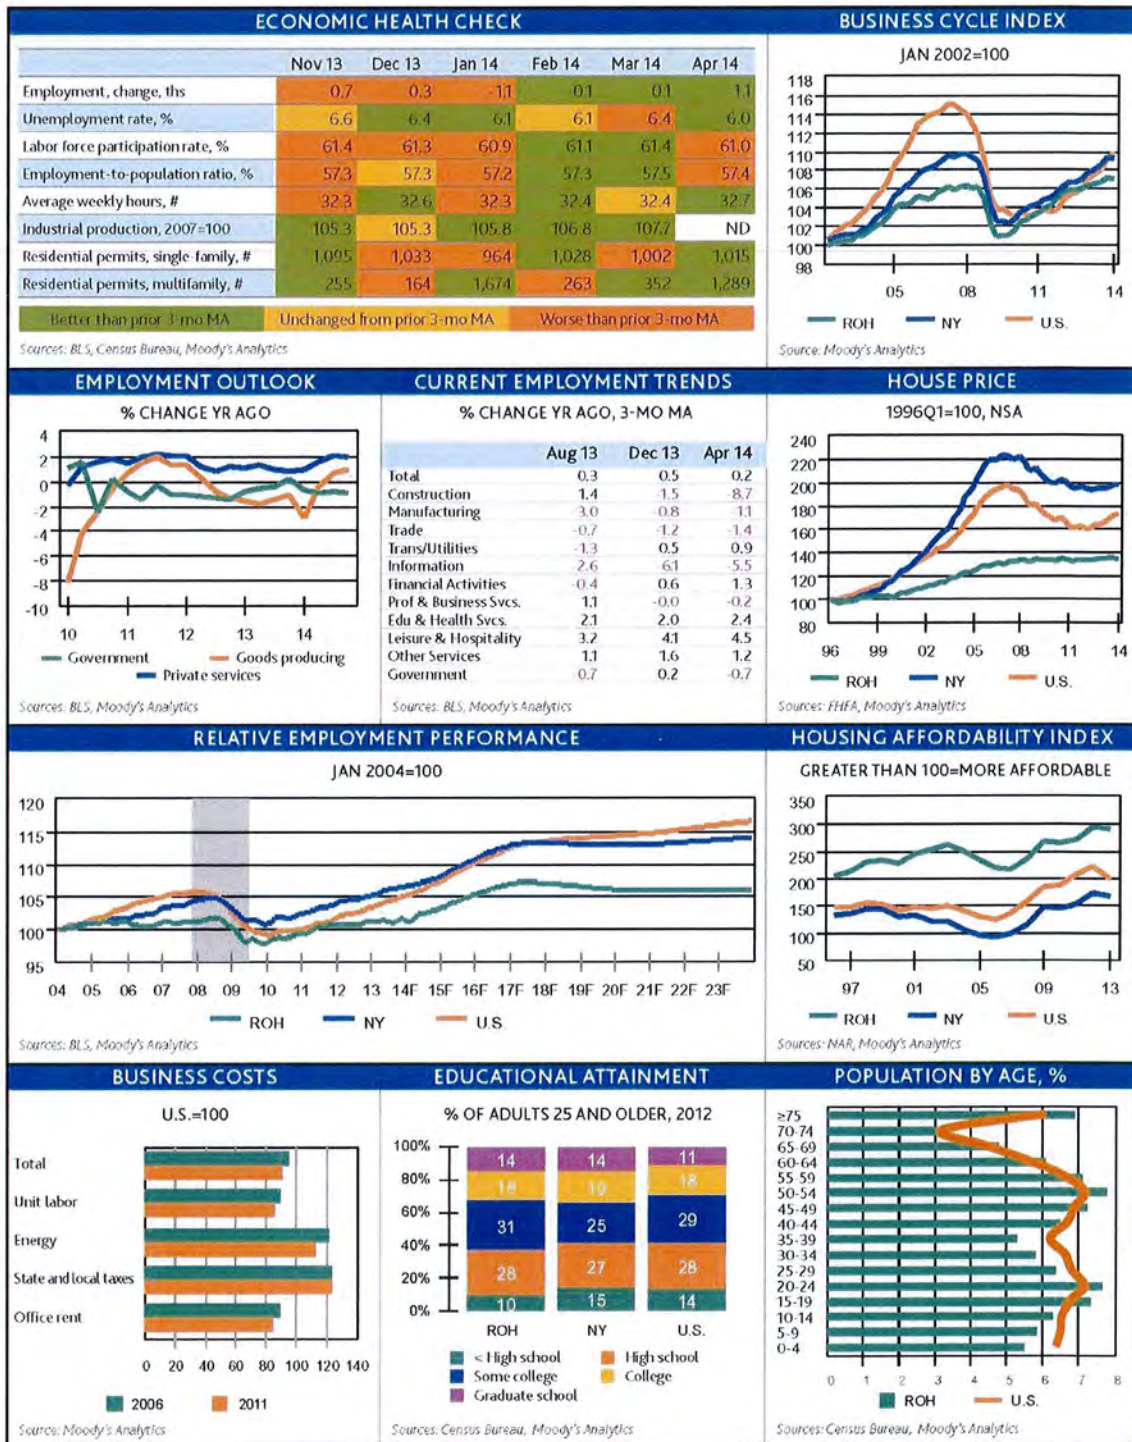 ECONOMIC HEALTH CHECK
Nov 13 Dec 13 Jan 14 Feb 14 Mar 14 Apr 14
Employment, change, ths 0.7 0.3 -1.1 -0.1 0.1 1.1
Unemployment rate, % 6.6 6.4 6.1 6.1 6.4 6.0
Labor force participation rate, % 61.4 61.3 60.9 61.1 61.4 61.0
Employment-to-population ratio, % 57.3 57.3 57.2 57.3 57.5 57.4
Average weekly hours, # 32.3 32.6 32.3 32.4 32.4 32.7
Industrial production, 2007=100 105.3 105.3 105.8 106.8 107.7 ND
Residential permits, single-family, # 1,095 1,033 964 1,028 1,002 1,015
Residential permits, multifamily, # 255 164 1,674 263 352 1,289
Better than prior 3-mo MA Unchanged from prior 3-mo MA Worse than prior 3-mo MA
Sources: BLS, Census Bureau, Moody's Analytics
BUSINESS CYCLE INDEX
JAN 2002=100
118
116
114
112
110
108
106
104
102
100
98
05 08 11 14
ROH NY U.S.
Source: Moody's Analytics
EMPLOYMENT OUTLOOK
% CHANGE YR AGO
4
2
0
-2
-4
-6
-8
-10
10 11 12 13 14
Government Goods producing
Private services
Sources: BLS, Moody's Analytics
CURRENT EMPLOYMENT TRENDS
% CHANGE YR AGO, 3-MO MA
Aug 13 Dec 13 Apr 14
Total 0.3 0.5 0.2
Construction 1.4 -1.5 -8.7
Manufacturing -3.0 -0.8 -1.1
Trade -0.7 -1.2 -1.4
Trans/Utilities -1.3 0.5 0.9
Information -2.6 -6.1 -5.5
Financial Activities -0.4 0.6 1.3
Prof & Business Svcs. 1.1 -0.0 -0.2
Edu & Health Svcs. 2.1 2.0 2.4
Leisure & Hospitality 3.2 4.1 4.5
Other Services 1.1 1.6 1.2
Government 0.7 0.2 -0.7
Sources: BLS, Moody's Analytics
HOUSE PRICE
1996Q1=100, NSA
240
220
200
180
160
140
120
100
80
96 99 02 05 08 11 14
ROH NY U.S.
Sources: FHFA, Moody's Analytics
RELATIVE EMPLOYMENT PERFORMANCE
JAN 2004=100
120
115
110
105
100
95
04 05 06 07 08 09 10 11 12 13 14F 15F 16F 17F 18F 19F 20F 21F 22F 23F
ROH NY U.S.
Sources: BLS, Moody's Analytics
HOUSING AFFORDABILITY INDEX
GREATER THAN 100=MORE AFFORDABLE
350
300
250
200
150
100
50
97 01 05 09 13
ROH NY U.S.
Sources: NAR, Moody's Analytics
BUSINESS COSTS
U.S.=100
Total
Unit labor
Energy
State and local taxes
Office rent
0 20 40 60 80 100 120 140
2006 2011
Source: Moody's Analytics
EDUCATIONAL ATTAINMENT
% OF ADULTS 25 AND OLDER, 2012
100%
80%
60%
40%
20%
0%
14 14 11
18 19 18
31 25 29
28 27 28
10 15 14
ROH NY U.S.
< High school High school
Some college College
Graduate school
Sources: Census Bureau, Moody's Analytics
POPULATION BY AGE, %
≥75
70-74
65-69
60-64
55-59
50-54
45-49
40-44
35-39
30-34
25-29
20-24
15-19
10-14
5-9
0-4
0 1 2 3 4 5 6 7 8
ROH U.S.
Sources: Census Bureau, Moody's Analytics